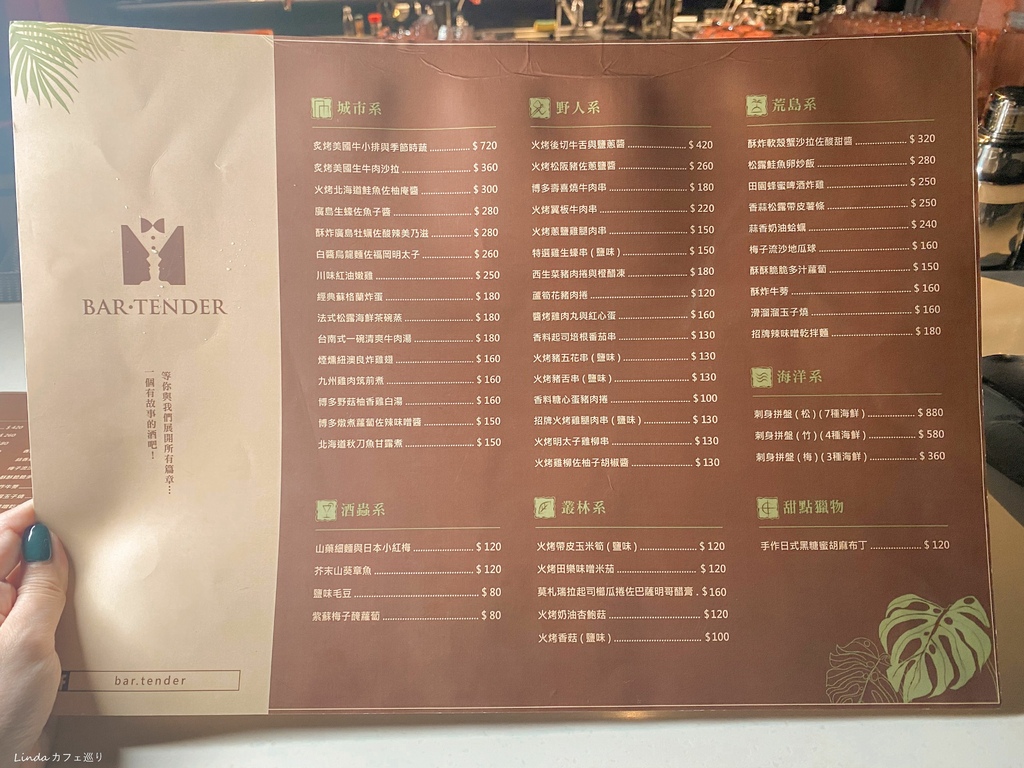 BAR·TENDER
等你與我們展開所有篇章…
一個有故事的酒吧！
bar.tender
城市系
炙烤美國牛小排與季節時蔬 $720
炙烤美國生牛肉沙拉 $360
火烤北海道鮭魚佐柚庵醬 $300
廣島生蠔佐魚子醬 $280
酥炸廣島牡蠣佐酸辣美乃滋 $280
白醬烏龍麵佐福岡明太子 $260
川味紅油嫩雞 $250
經典蘇格蘭炸蛋 $180
法式松露海鮮茶碗蒸 $180
台南式一碗清爽牛肉湯 $180
煙燻紐澳良炸雞翅 $160
九州雞肉筑前煮 $160
博多野菇柚香雞白湯 $160
博多燉煮蘿蔔佐辣味噌醬 $150
北海道秋刀魚甘露煮 $150
酒蟲系
山藥細麵與日本小紅梅 $120
芥末山葵章魚 $120
鹽味毛豆 $80
紫蘇梅子醃蘿蔔 $80
野人系
火烤後切牛舌與鹽蔥醬 $420
火烤松阪豬佐蔥鹽醬 $260
博多壽喜燒牛肉串 $180
火烤翼板牛肉串 $220
火烤蔥鹽雞腿肉串 $150
特選雞生蠔串(鹽味) $150
西生菜豬肉捲與橙醋凍 $180
蘆筍花豬肉捲 $120
醬烤雞肉丸與紅心蛋 $160
香料起司培根番茄串 $130
火烤豬五花串(鹽味) $130
火烤豬舌串(鹽味) $130
香料糖心蛋豬肉捲 $100
招牌火烤雞腿肉串(鹽味) $130
火烤明太子雞柳串 $130
火烤雞柳佐柚子胡椒醬 $130
叢林系
火烤帶皮玉米筍(鹽味) $120
火烤田樂味噌米茄 $120
莫札瑞拉起司櫛瓜捲佐巴薩明哥醋膏 $160
火烤奶油杏鮑菇 $120
火烤香菇(鹽味) $100
荒島系
酥炸軟殼蟹沙拉佐酸甜醬 $320
松露鮭魚卵炒飯 $280
田園蜂蜜啤酒炸雞 $250
香蒜松露帶皮薯條 $250
蒜香奶油蛤蠣 $240
梅子流沙地瓜球 $160
酥酥脆脆多汁蘿蔔 $150
酥炸牛蒡 $160
滑溜溜玉子燒 $160
招牌辣味噌乾拌麵 $180
海洋系
刺身拼盤(松)(7種海鮮) $880
刺身拼盤(竹)(4種海鮮) $580
刺身拼盤(梅)(3種海鮮) $360
甜點獵物
手作日式黑糖蜜胡麻布丁 $120
Linda カフェ巡り